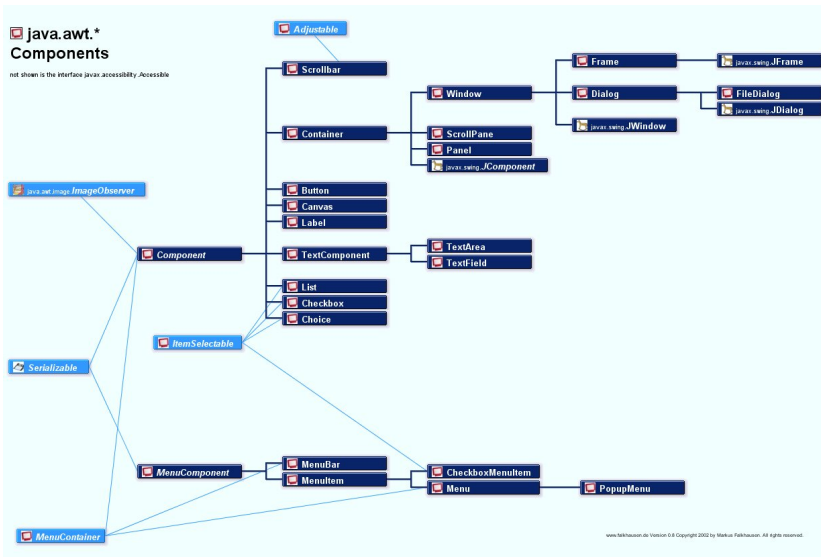 java.awt.*
Components
not shown is the interface javax.accessibility.Accessible
Adjustable
Scrollbar
Frame
javax.swing.JFrame
Window
Dialog
FileDialog
javax.swing.JDialog
Container
ScrollPane
javax.swing.JWindow
Panel
javax.swing.JComponent
java.awt.image.ImageObserver
Button
Canvas
Label
Component
TextComponent
TextArea
TextField
List
Checkbox
Choice
ItemSelectable
Serializable
MenuComponent
MenuBar
MenuItem
CheckboxMenuItem
Menu
PopupMenu
MenuContainer
www.falkhausen.de Version 0.8 Copyright 2002 by Markus Falkhausen. All rights reserved.